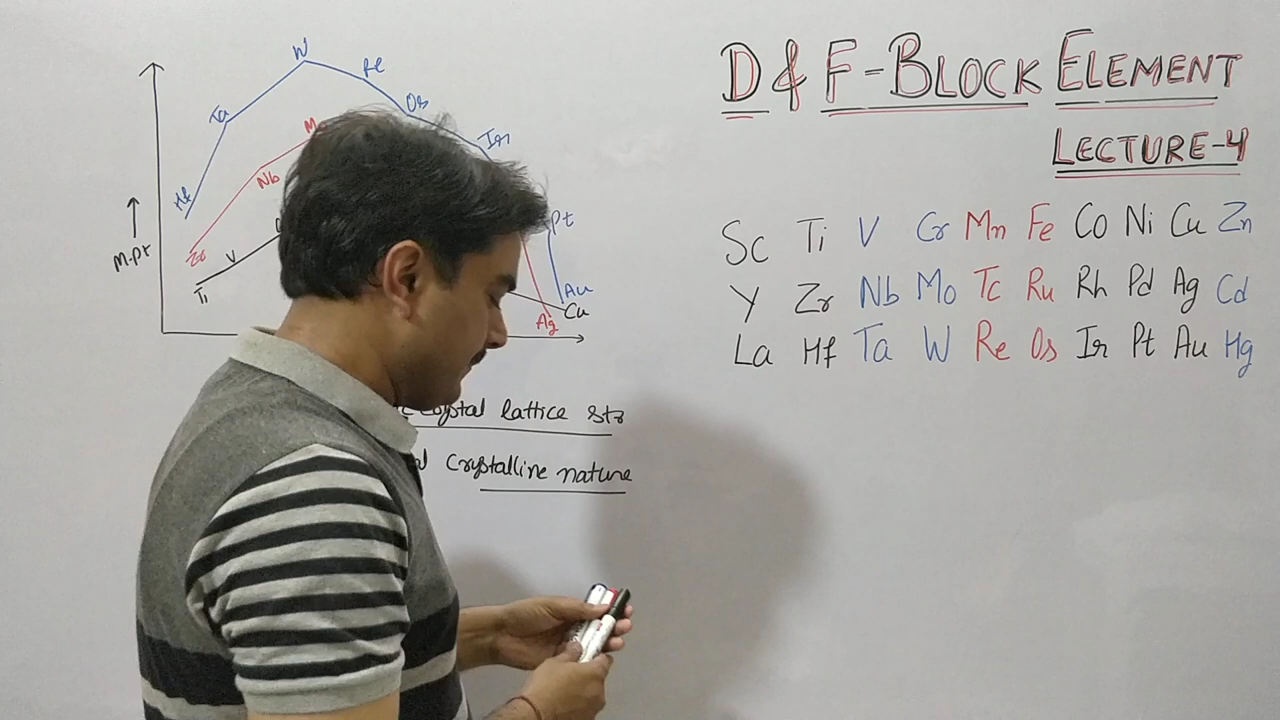 D & F-BLOCK ELEMENT
LECTURE-4
Sc Ti V Cr Mn Fe Co Ni Cu Zn
Y Zr Nb Mo Tc Ru Rh Pd Ag Cd
La Hf Ta W Re Os Ir Pt Au Hg
W
Re
Ta
Os
M
Ir
Nb
Hf
Pt
Zr
V
m.pt
Ti
Au
Cu
Ag
crystal lattice str
crystalline nature